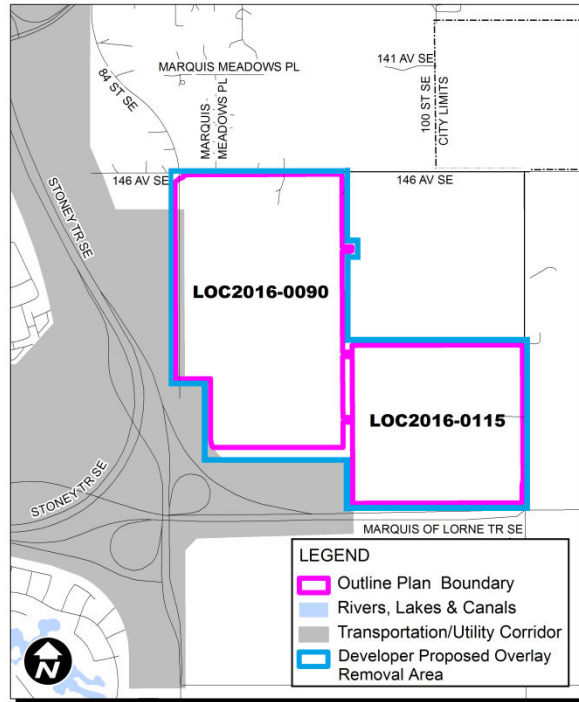 141 AV SE
MARQUIS MEADOWS PL
84 ST SE
MARQUIS
MEADOWS PL
100 ST SE
CITY LIMITS
146 AV SE
146 AV SE
STONEY TR SE
LOC2016-0090
LOC2016-0115
STONEY TR SE
MARQUIS OF LORNE TR SE
LEGEND
Outline Plan Boundary
Rivers, Lakes & Canals
Transportation/Utility Corridor
Developer Proposed Overlay
Removal Area
N